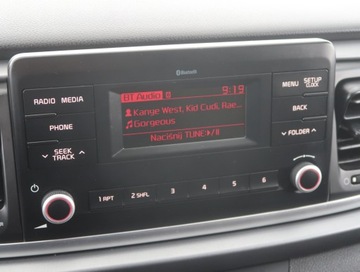 Bluetooth
BT Audio 9:19
Kanye West, Kid Cudi, Rae...
Gorgeous
Naciśnij TUNE:▶/II
RADIO MEDIA
PHONE
SEEK
TRACK
MENU SETUP
CLOCK
BACK
FOLDER
1 RPT 2 SHFL 3 4 5 6